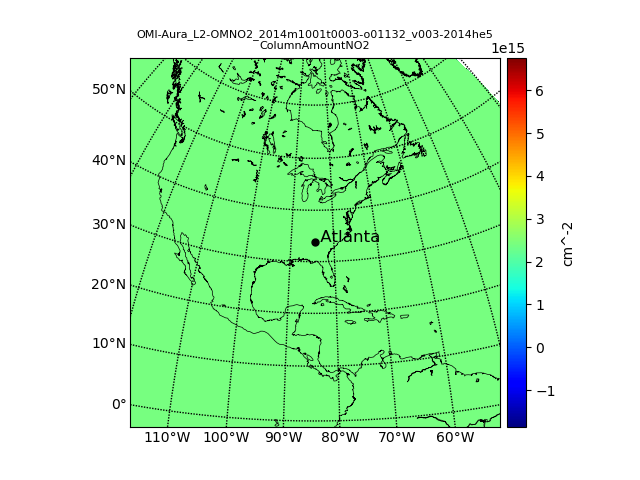 OMI-Aura_L2-OMNO2_2014m1001t0003-o01132_v003-2014he5
ColumnAmountNO2
1e15
50°N
40°N
30°N
20°N
10°N
0°
110°W 100°W 90°W 80°W 70°W 60°W
Atlanta
6
5
4
3
2
1
0
−1
cm^-2